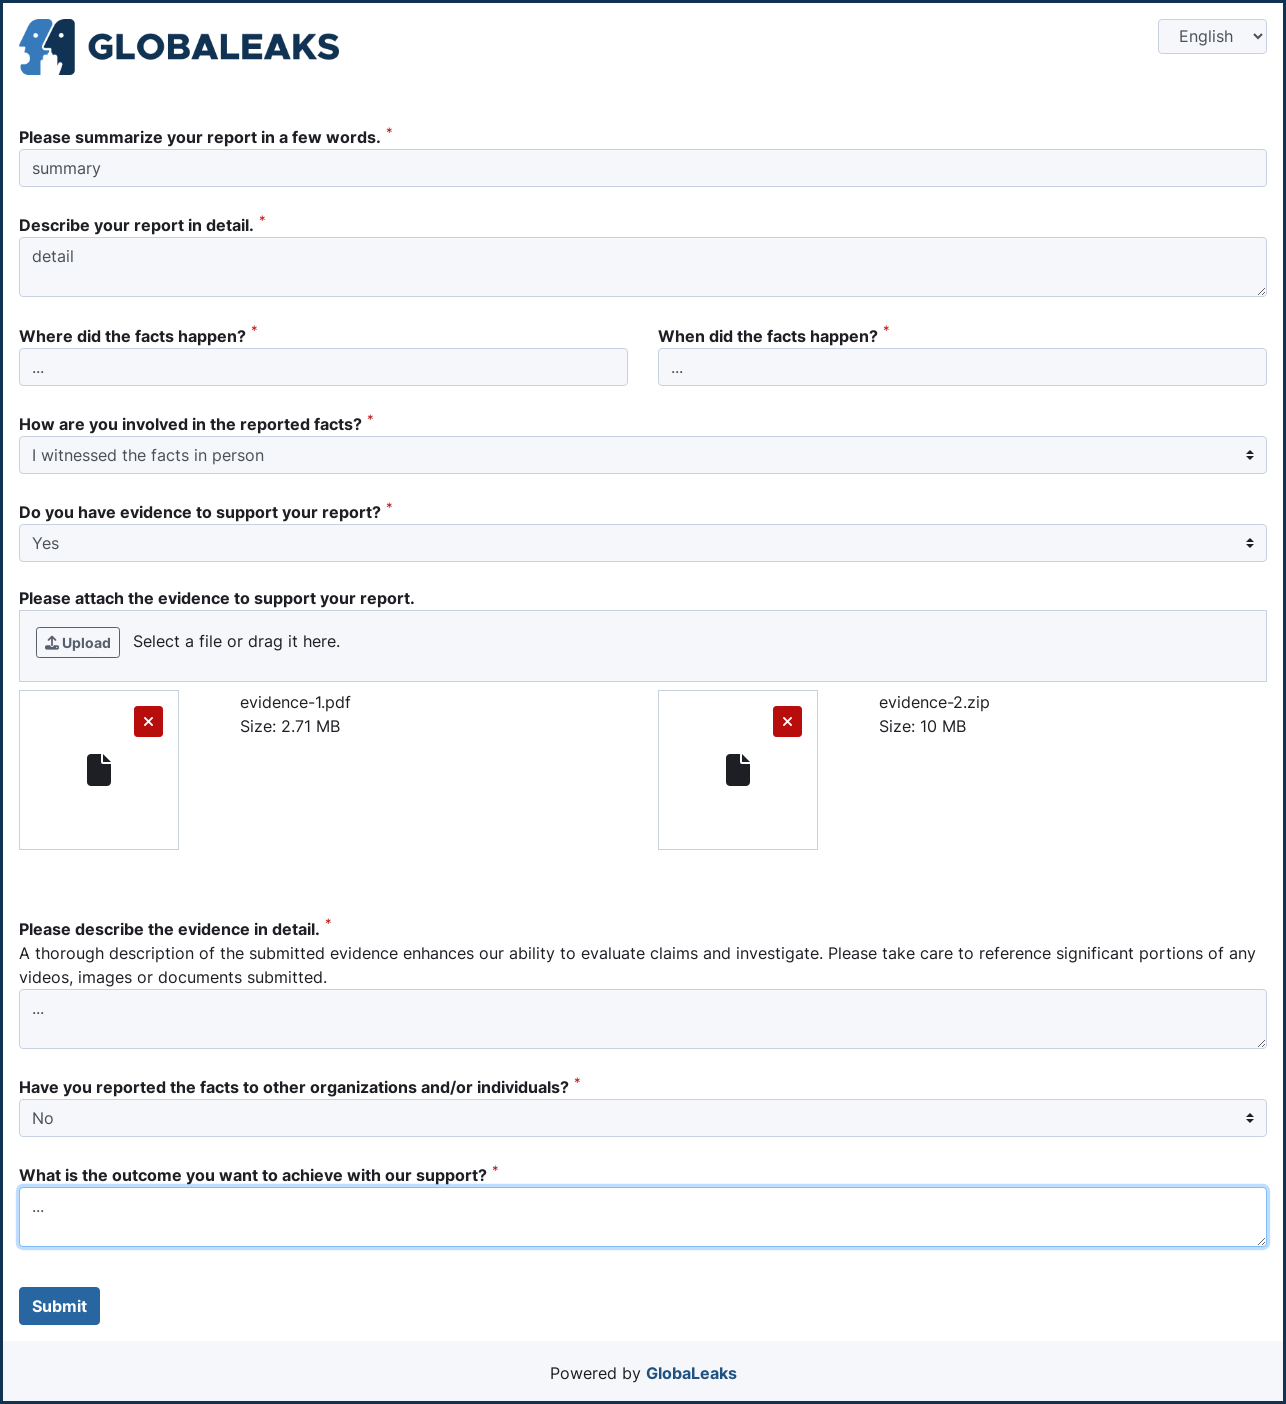 GLOBALEAKS
English
Please summarize your report in a few words. *
summary
Describe your report in detail. *
detail
Where did the facts happen? *
When did the facts happen? *
...
...
How are you involved in the reported facts? *
I witnessed the facts in person
Do you have evidence to support your report? *
Yes
Please attach the evidence to support your report.
Upload
Select a file or drag it here.
evidence-1.pdf
Size: 2.71 MB
evidence-2.zip
Size: 10 MB
Please describe the evidence in detail. *
A thorough description of the submitted evidence enhances our ability to evaluate claims and investigate. Please take care to reference significant portions of any
videos, images or documents submitted.
...
Have you reported the facts to other organizations and/or individuals? *
No
What is the outcome you want to achieve with our support? *
...
Submit
Powered by GlobaLeaks